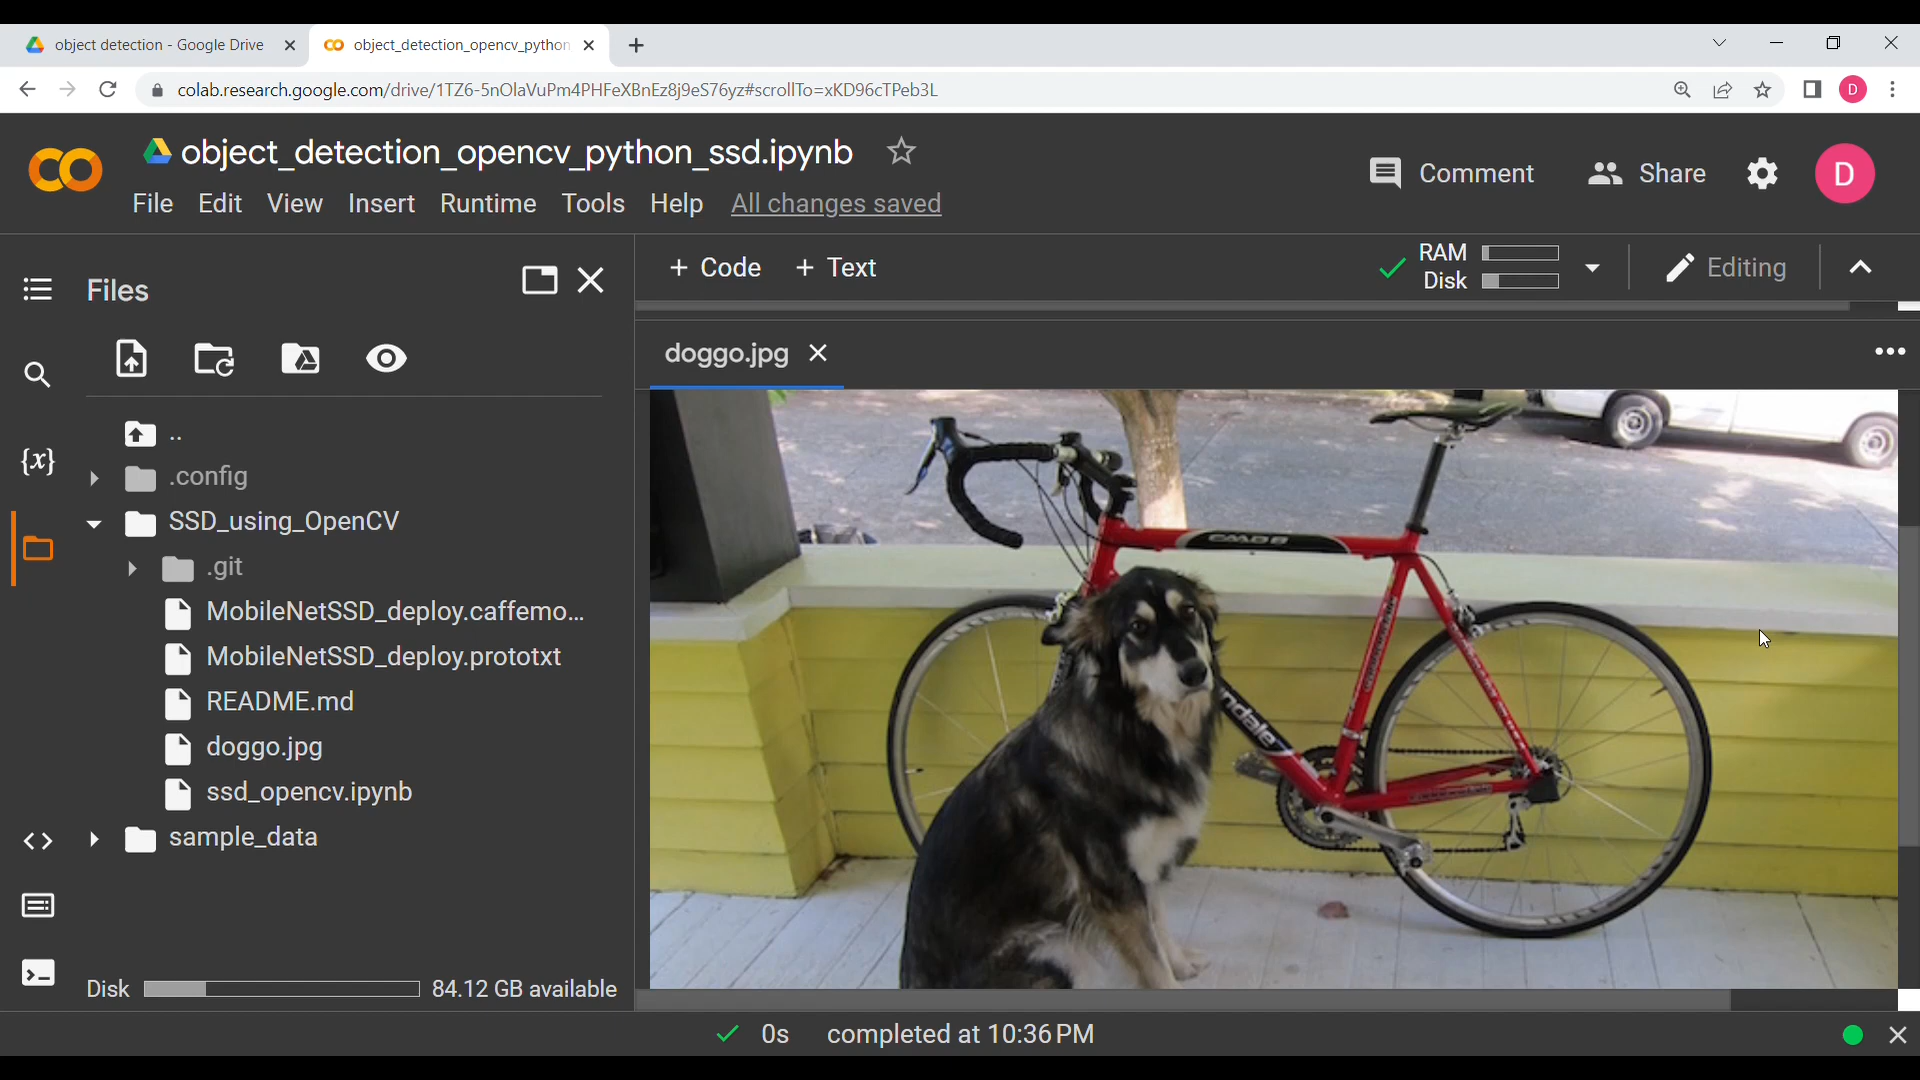 object detection - Google Drive
object_detection_opencv_python
colab.research.google.com/drive/1TZ6-5nOlaVuPm4PHFeXBnEz8j9eS76yz#scrollTo=xKD96cTPeb3L
D
object_detection_opencv_python_ssd.ipynb
Comment
Share
D
File Edit View Insert Runtime Tools Help All changes saved
Files
+ Code + Text
RAM
Disk
Editing
doggo.jpg
{x}
..
.config
SSD_using_OpenCV
.git
MobileNetSSD_deploy.caffemo...
MobileNetSSD_deploy.prototxt
README.md
doggo.jpg
ssd_opencv.ipynb
sample_data
CAAD8
ndale
Disk 84.12 GB available
0s completed at 10:36 PM